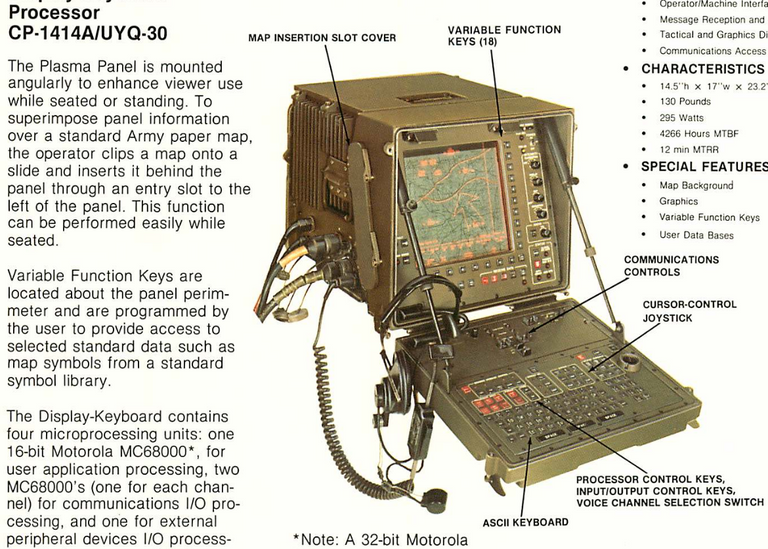 Processor
CP-1414A/UYQ-30
The Plasma Panel is mounted
angularly to enhance viewer use
while seated or standing. To
superimpose panel information
over a standard Army paper map,
the operator clips a map onto a
slide and inserts it behind the
panel through an entry slot to the
left of the panel. This function
can be performed easily while
seated.
Variable Function Keys are
located about the panel perim-
meter and are programmed by
the user to provide access to
selected standard data such as
map symbols from a standard
symbol library.
The Display-Keyboard contains
four microprocessing units: one
16-bit Motorola MC68000*, for
user application processing, two
MC68000's (one for each chan-
nel) for communications I/O pro-
cessing, and one for external
peripheral devices I/O process-
MAP INSERTION SLOT COVER
VARIABLE FUNCTION
KEYS (18)
COMMUNICATIONS
CONTROLS
CURSOR-CONTROL
JOYSTICK
PROCESSOR CONTROL KEYS,
INPUT/OUTPUT CONTROL KEYS,
VOICE CHANNEL SELECTION SWITCH
ASCII KEYBOARD
*Note: A 32-bit Motorola
• Operator/Machine Interfa
• Message Reception and
• Tactical and Graphics Di
• Communications Access
• CHARACTERISTICS
• 14.5"h x 17"w x 23.2"
• 130 Pounds
• 295 Watts
• 4266 Hours MTBF
• 12 min MTRR
• SPECIAL FEATURES
• Map Background
• Graphics
• Variable Function Keys
• User Data Bases